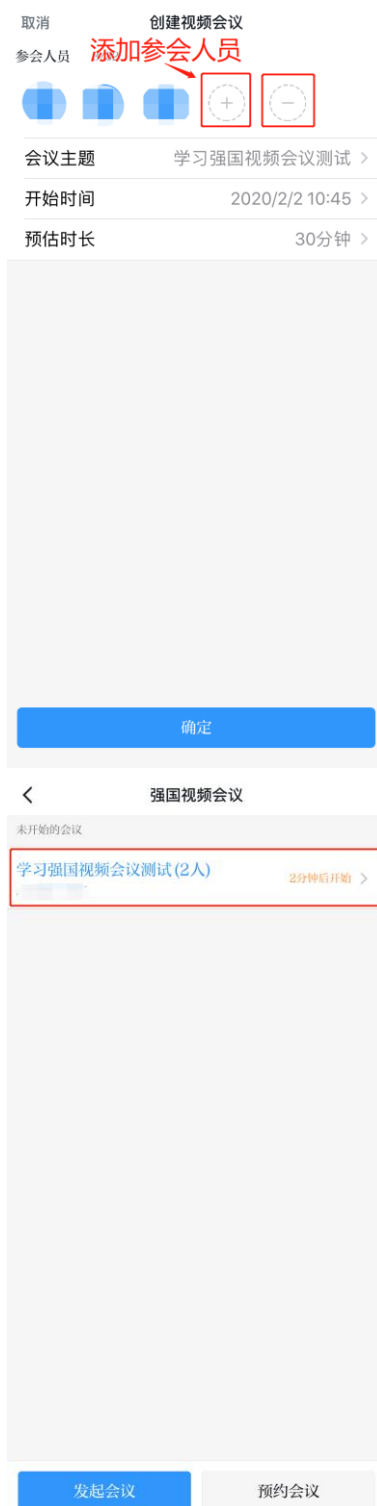 取消 创建视频会议
参会人员 添加参会人员
会议主题 学习强国视频会议测试
开始时间 2020/2/2 10:45
预估时长 30分钟
确定
强国视频会议
未开始的会议
学习强国视频会议测试(2人) 2分钟后开始
发起会议 预约会议